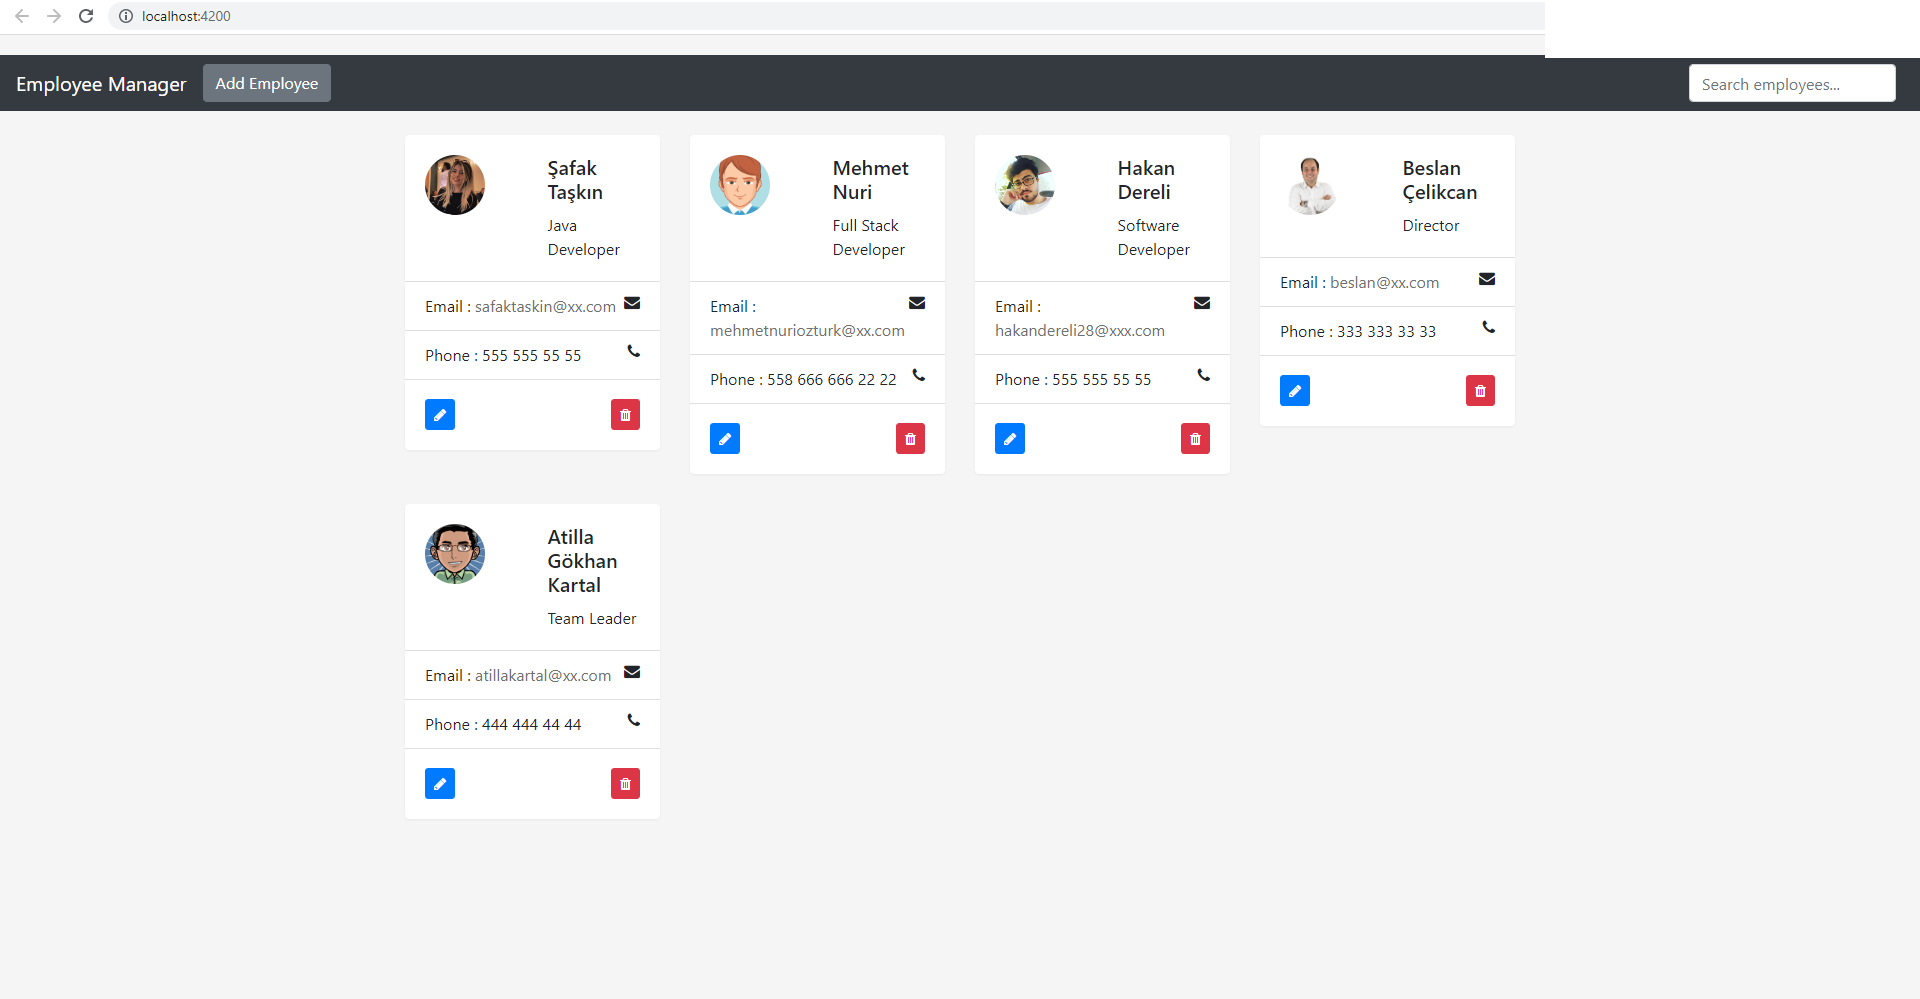 localhost:4200
Employee Manager Add Employee Search employees...
Şafak
Taşkın
Java
Developer
Email : safaktaskin@xx.com
Phone : 555 555 55 55
Mehmet
Nuri
Full Stack
Developer
Email :
mehmetnuriozturk@xx.com
Phone : 558 666 666 22 22
Hakan
Dereli
Software
Developer
Email :
hakandereli28@xxx.com
Phone : 555 555 55 55
Beslan
Çelikcan
Director
Email : beslan@xx.com
Phone : 333 333 33 33
Atilla
Gökhan
Kartal
Team Leader
Email : atillakartal@xx.com
Phone : 444 444 44 44